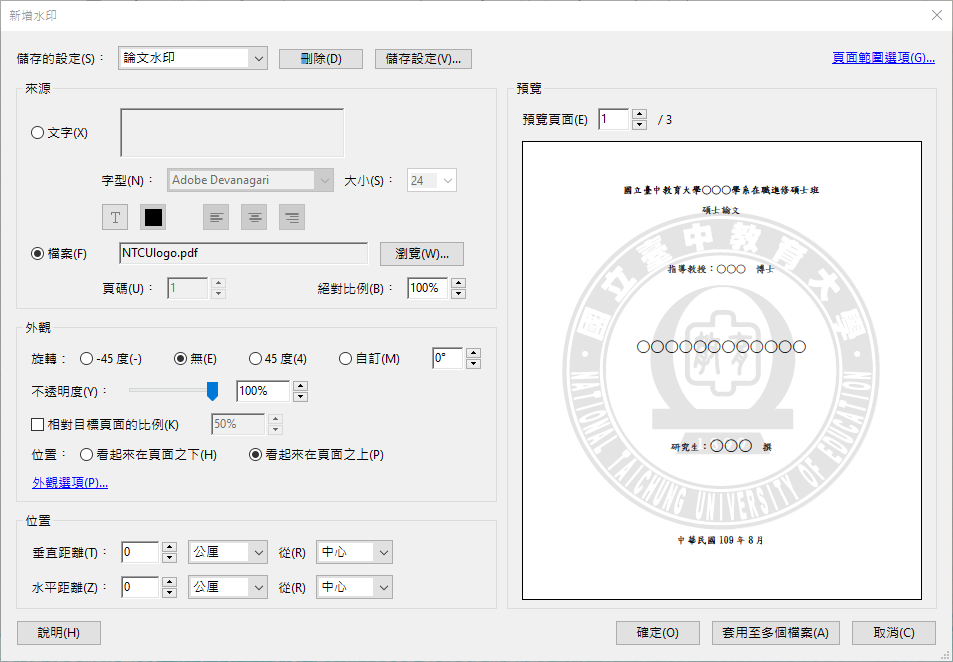 新增水印
儲存的設定(S)： 論文水印 刪除(D) 儲存設定(V)... 頁面範圍選項(G)...
來源
文字(X)
字型(N)： Adobe Devanagari 大小(S)： 24
T
檔案(F) NTCUlogo.pdf 瀏覽(W)...
頁碼(U)： 1 絕對比例(B)： 100%
外觀
旋轉： -45 度(-) 無(E) 45 度(4) 自訂(M) 0°
不透明度(Y)： 100%
相對目標頁面的比例(K) 50%
位置： 看起來在頁面之下(H) 看起來在頁面之上(P)
外觀選項(P)...
位置
垂直距離(T)： 0 公厘 從(R) 中心
水平距離(Z)： 0 公厘 從(R) 中心
預覽
預覽頁面(E) 1 / 3
國立臺中教育大學○○○學系在職進修碩士班
碩士論文
國立臺中教育大學
指導教授：○○○ 博士
○○○○○○○○○○○○
研究生：○○○ 撰
NATIONAL TAICHUNG UNIVERSITY OF EDUCATION
中華民國 109 年 8 月
說明(H) 確定(O) 套用至多個檔案(A) 取消(C)